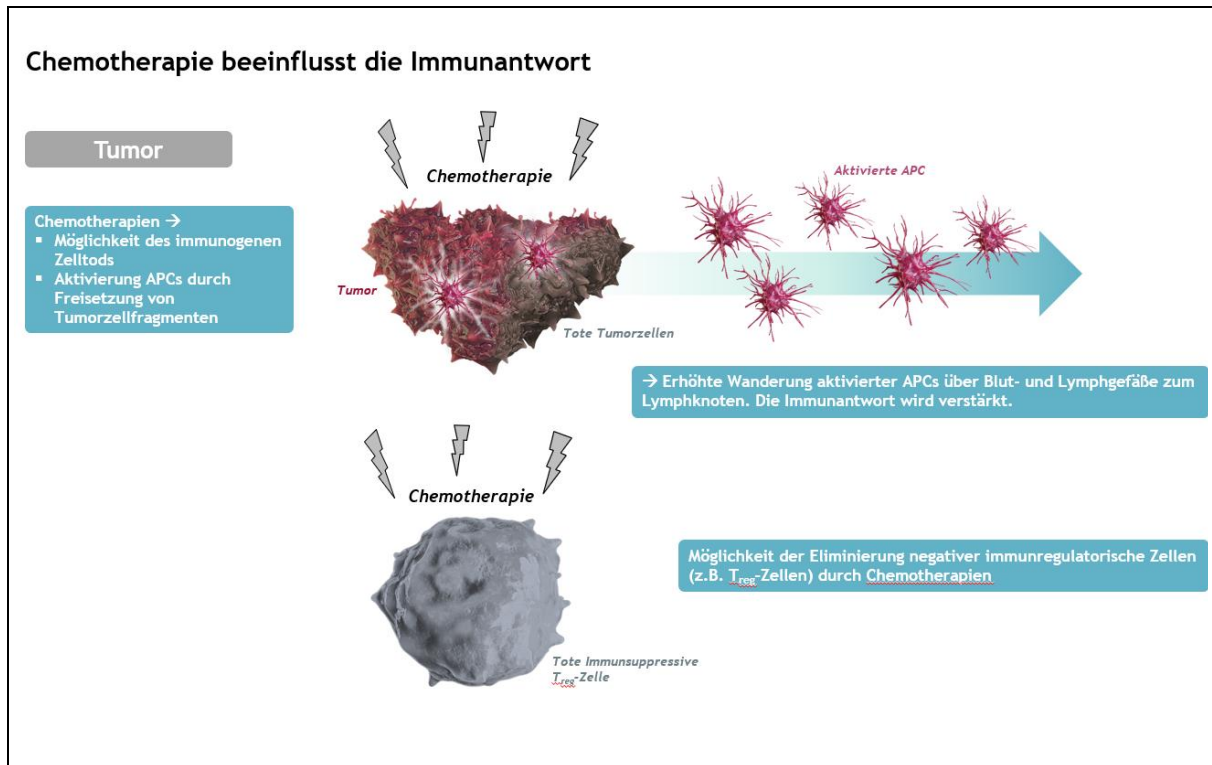 Chemotherapie beeinflusst die Immunantwort
Tumor
Chemotherapien →
▪ Möglichkeit des immunogenen
Zelltods
▪ Aktivierung APCs durch
Freisetzung von
Tumorzellfragmenten
Chemotherapie
Tumor
Tote Tumorzellen
Aktivierte APC
→ Erhöhte Wanderung aktivierter APCs über Blut- und Lymphgefäße zum
Lymphknoten. Die Immunantwort wird verstärkt.
Chemotherapie
Tote Immunsuppressive
Treg-Zelle
Möglichkeit der Eliminierung negativer immunregulatorische Zellen
(z.B. Treg-Zellen) durch Chemotherapien